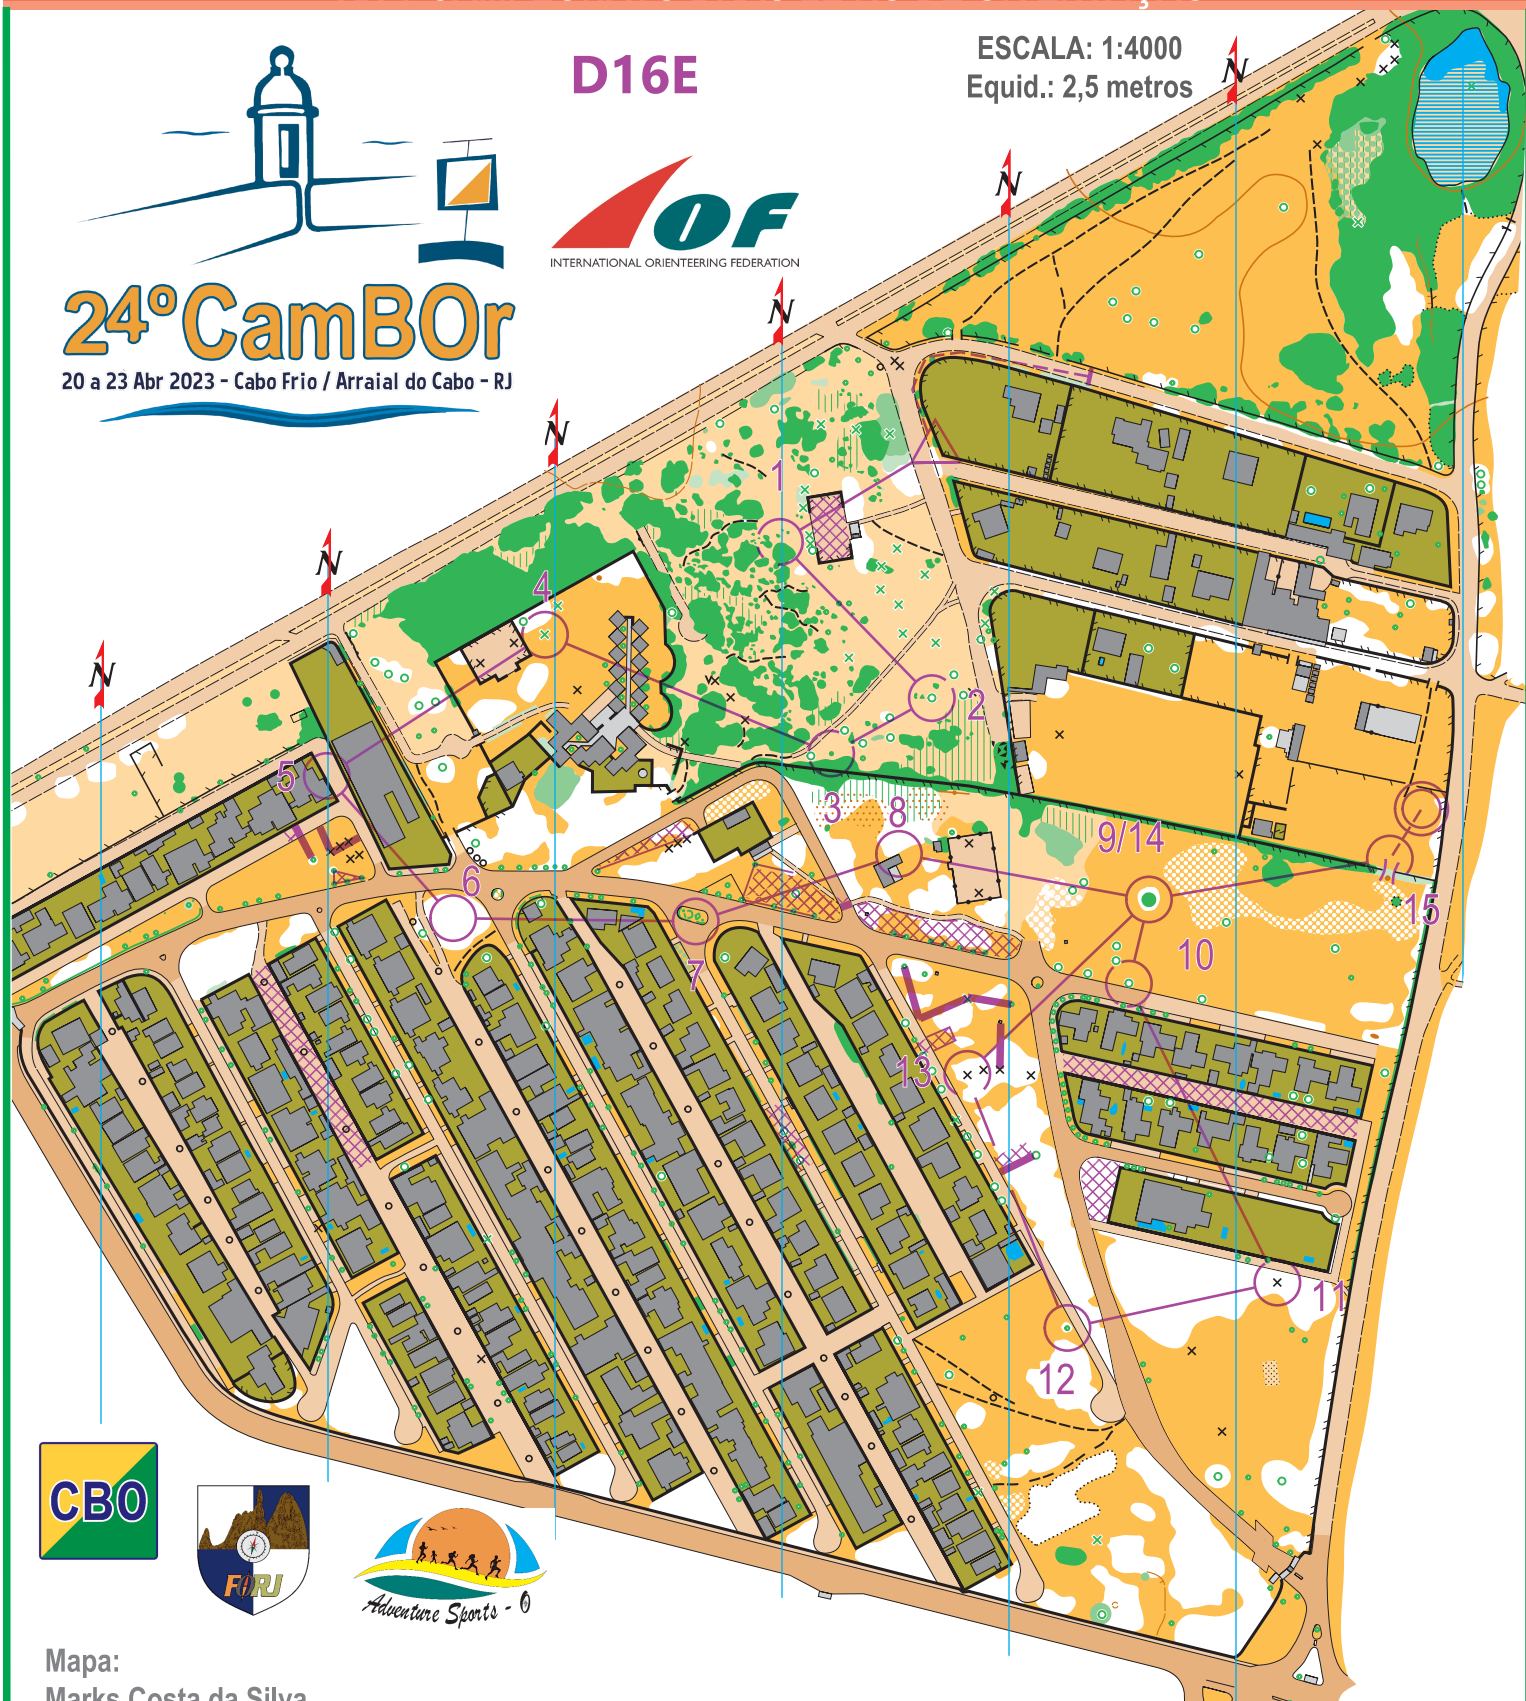 D16E
ESCALA: 1:4000
Equid.: 2,5 metros
N
N
N
N
N
N
INTERNATIONAL ORIENTEERING FEDERATION
IOF
24ºCamBOr
20 a 23 Abr 2023 - Cabo Frio / Arraial do Cabo - RJ
1
4
2
5
3
8
9/14
6
15
7
10
13
11
12
CBO
FORJ
Adventure Sports - O
Mapa:
Marks Costa da Silva